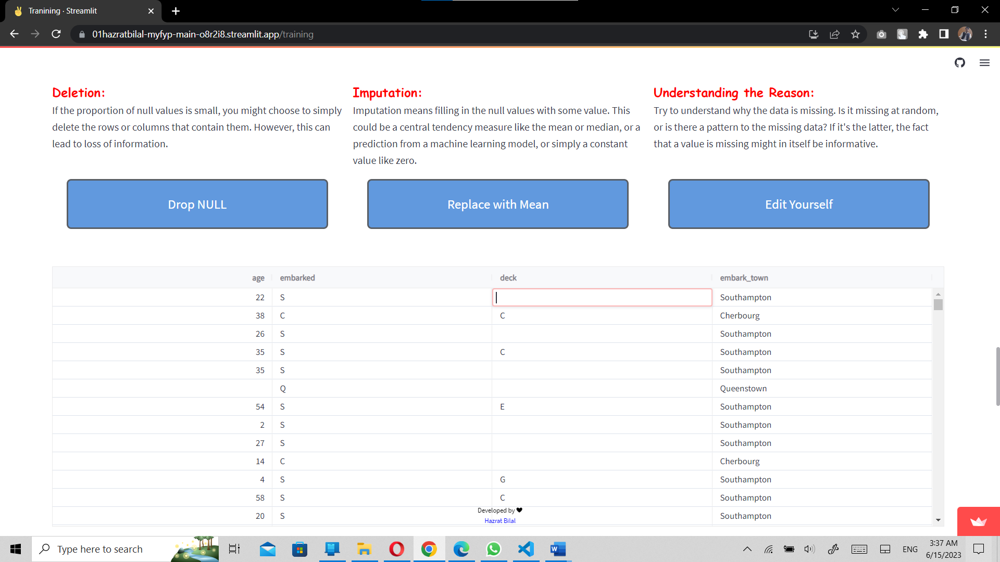 Tranining · Streamlit
01hazratbilal-myfyp-main-o8r2i8.streamlit.app/training
Deletion:
If the proportion of null values is small, you might choose to simply
delete the rows or columns that contain them. However, this can
lead to loss of information.
Imputation:
Imputation means filling in the null values with some value. This
could be a central tendency measure like the mean or median, or a
prediction from a machine learning model, or simply a constant
value like zero.
Understanding the Reason:
Try to understand why the data is missing. Is it missing at random,
or is there a pattern to the missing data? If it's the latter, the fact
that a value is missing might in itself be informative.
Drop NULL
Replace with Mean
Edit Yourself
age embarked deck embark_town
22 S Southampton
38 C C Cherbourg
26 S Southampton
35 S C Southampton
35 S Southampton
Q Queenstown
54 S E Southampton
2 S Southampton
27 S Southampton
14 C Cherbourg
4 S G Southampton
58 S C Southampton
20 S Southampton
Developed by ❤
Hazrat Bilal
Type here to search
W
ENG
3:37 AM
6/15/2023